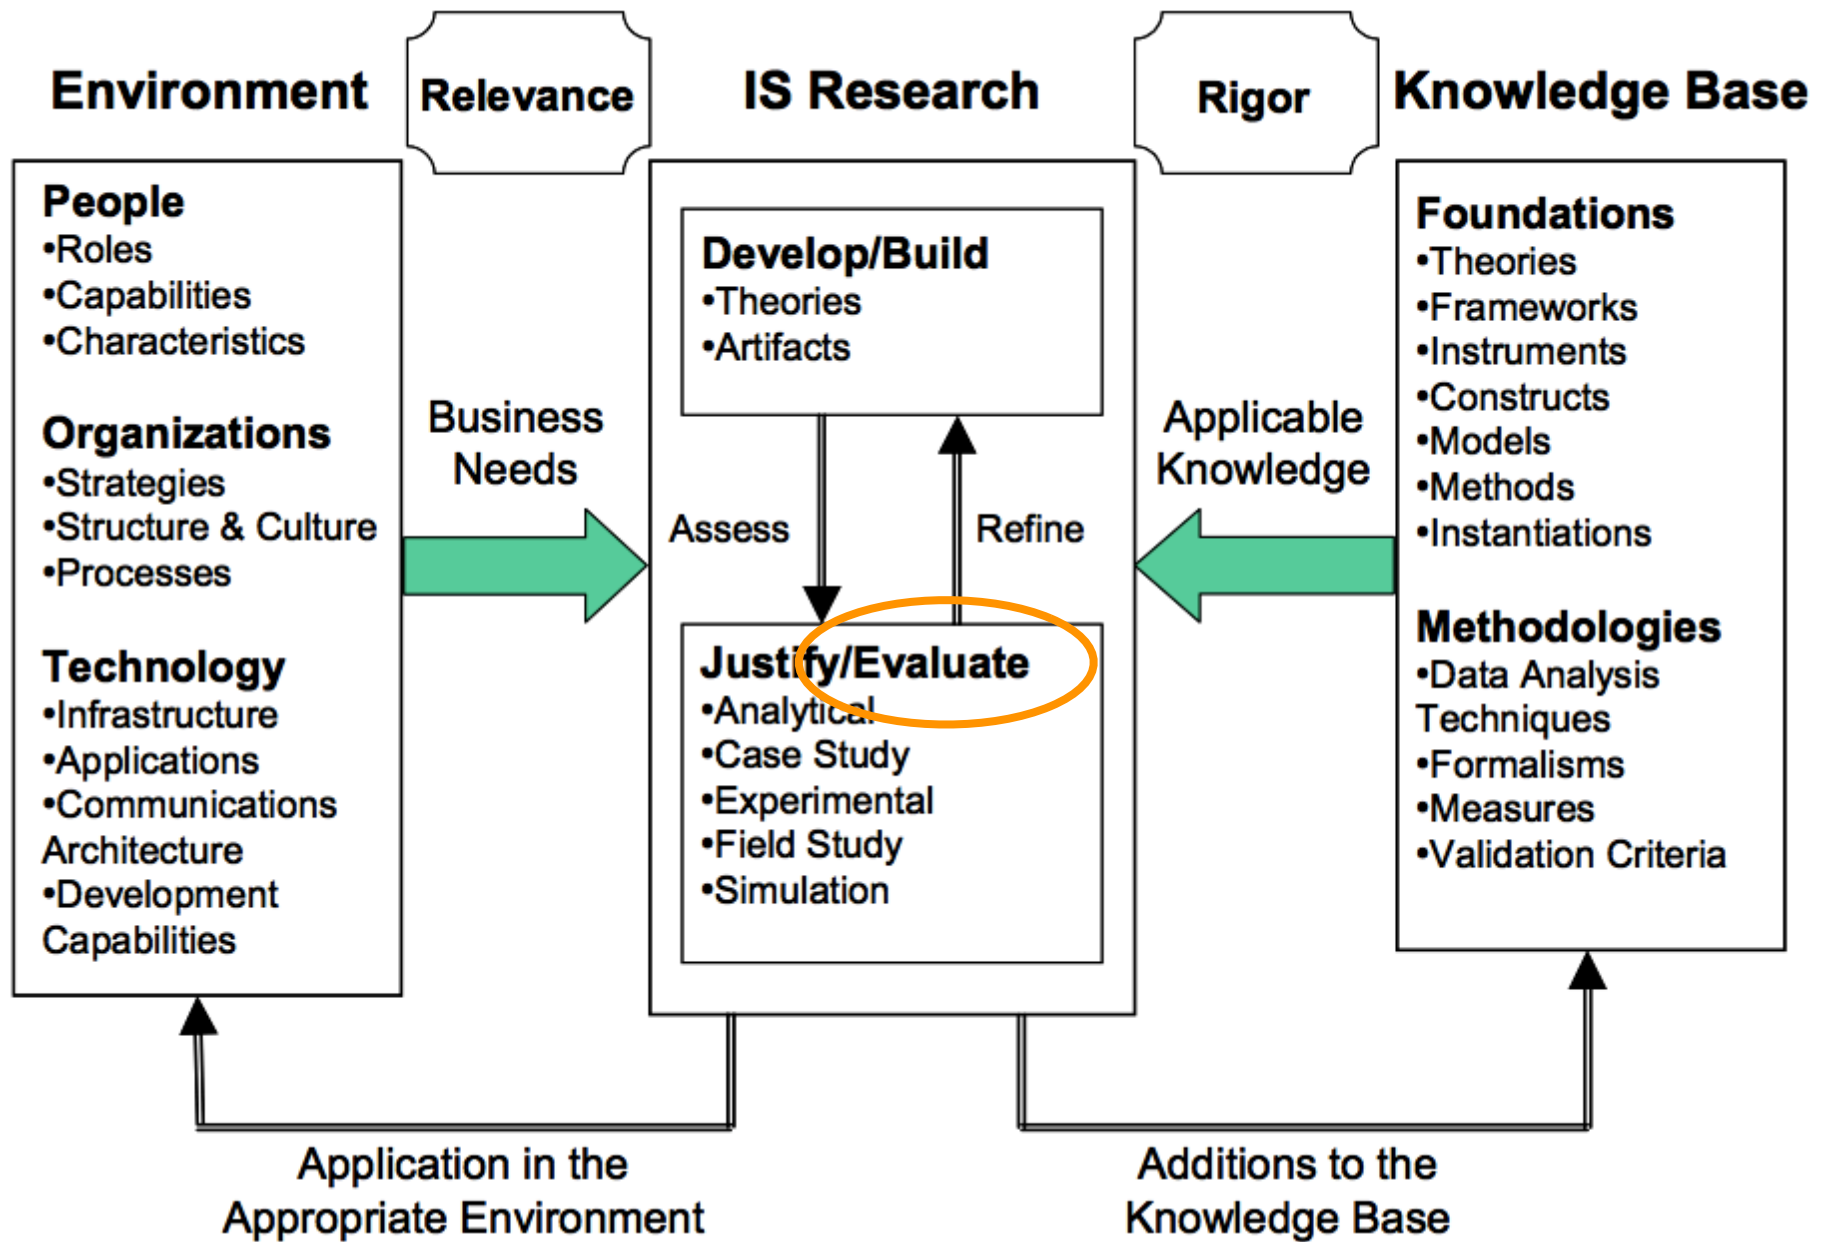 Environment
Relevance
IS Research
Rigor
Knowledge Base
People
•Roles
•Capabilities
•Characteristics
Organizations
•Strategies
•Structure & Culture
•Processes
Technology
•Infrastructure
•Applications
•Communications
Architecture
•Development
Capabilities
Business
Needs
Develop/Build
•Theories
•Artifacts
Assess
Refine
Justify/Evaluate
•Analytical
•Case Study
•Experimental
•Field Study
•Simulation
Applicable
Knowledge
Foundations
•Theories
•Frameworks
•Instruments
•Constructs
•Models
•Methods
•Instantiations
Methodologies
•Data Analysis
Techniques
•Formalisms
•Measures
•Validation Criteria
Application in the
Appropriate Environment
Additions to the
Knowledge Base